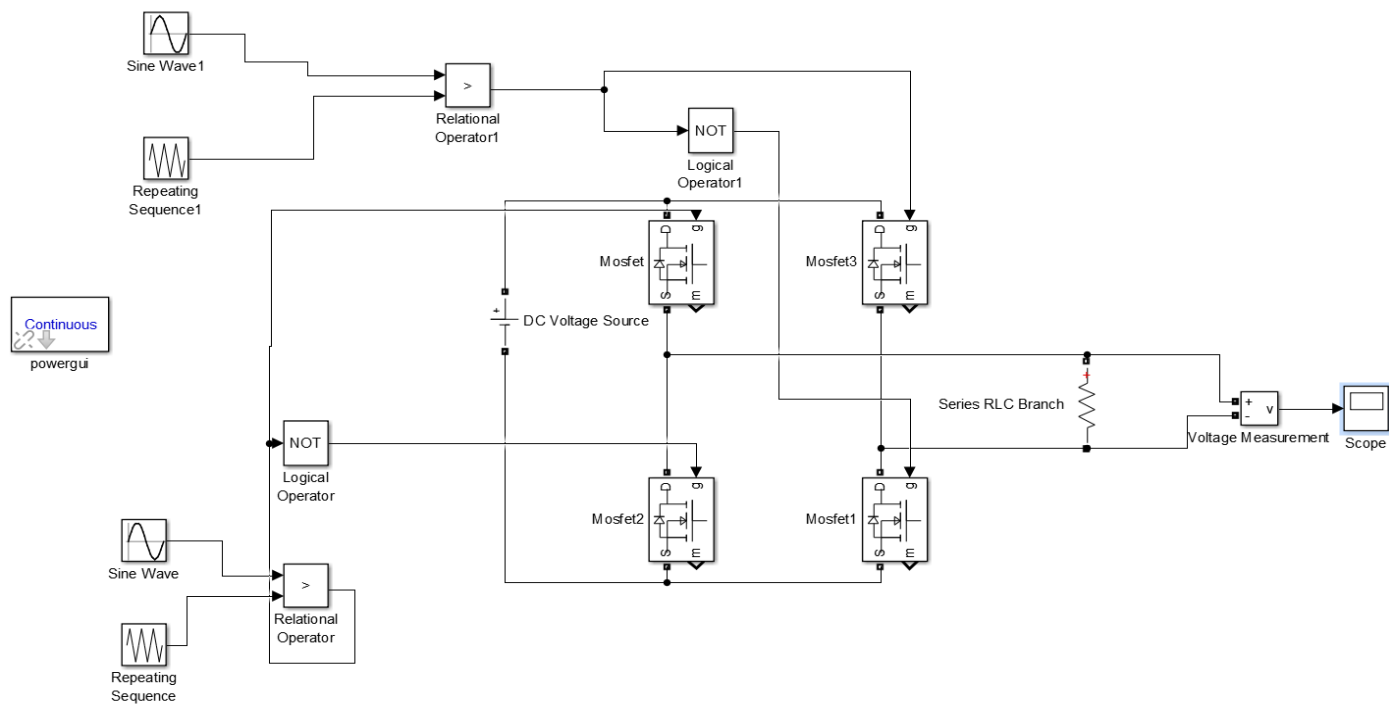 Sine Wave1
>
Relational
Operator1
Repeating
Sequence1
NOT
Logical
Operator1
D
g
Mosfet
S
m
D
g
Mosfet3
S
m
Continuous
powergui
+
DC Voltage Source
+
Series RLC Branch
+
-
v
Voltage Measurement
Scope
NOT
Logical
Operator
D
g
Mosfet2
S
m
D
g
Mosfet1
S
m
Sine Wave
>
Relational
Operator
Repeating
Sequence